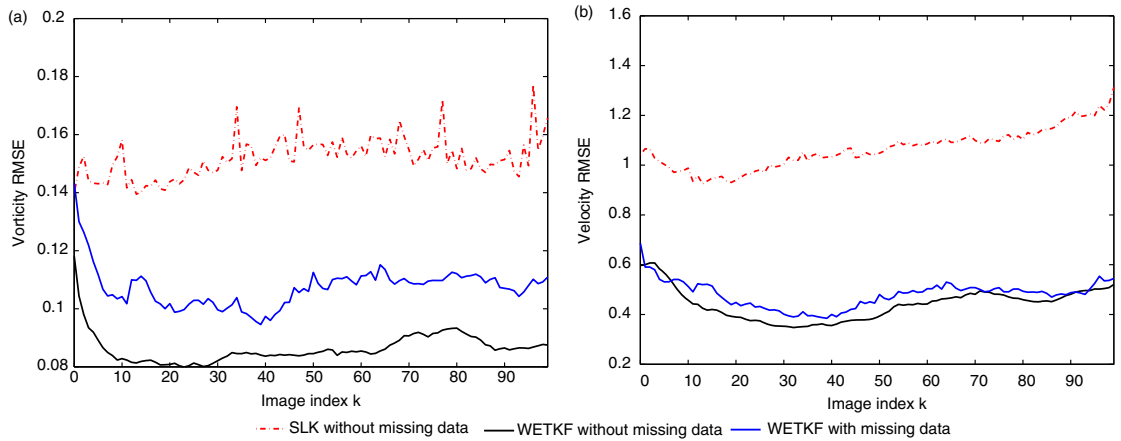 (a)
0.2
0.18
0.16
0.14
0.12
0.1
0.08
Vorticity RMSE
0 10 20 30 40 50 60 70 80 90
Image index k
(b)
1.6
1.4
1.2
1
0.8
0.6
0.4
0.2
Velocity RMSE
0 10 20 30 40 50 60 70 80 90
Image index k
SLK without missing data WETKF without missing data WETKF with missing data